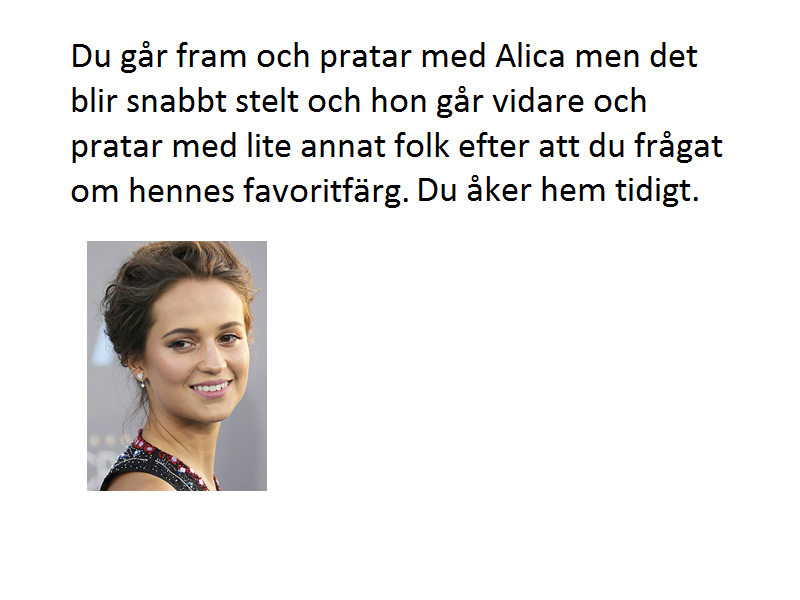 Du går fram och pratar med Alica men det
blir snabbt stelt och hon går vidare och
pratar med lite annat folk efter att du frågat
om hennes favoritfärg. Du åker hem tidigt.